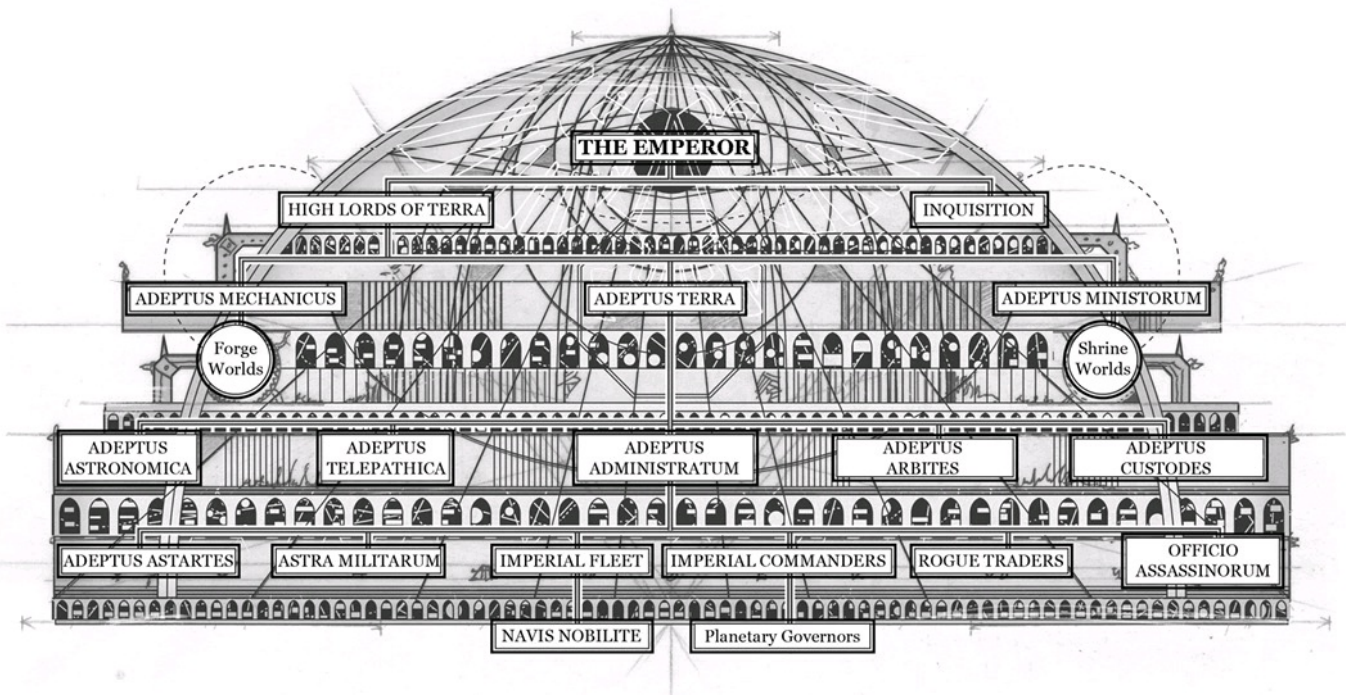 THE EMPEROR
HIGH LORDS OF TERRA
INQUISITION
ADEPTUS MECHANICUS
ADEPTUS TERRA
ADEPTUS MINISTORUM
Forge
Worlds
Shrine
Worlds
ADEPTUS
ASTRONOMICA
ADEPTUS
TELEPATHICA
ADEPTUS
ADMINISTRATUM
ADEPTUS
ARBITES
ADEPTUS
CUSTODES
ADEPTUS ASTARTES
ASTRA MILITARUM
IMPERIAL FLEET
IMPERIAL COMMANDERS
ROGUE TRADERS
OFFICIO
ASSASSINORUM
NAVIS NOBILITE
Planetary Governors